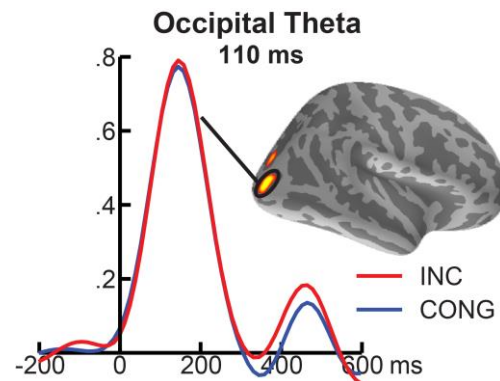 Occipital Theta
110 ms
.8
.6
.4
.2
INC
CONG
-200 0 200 400 600 ms